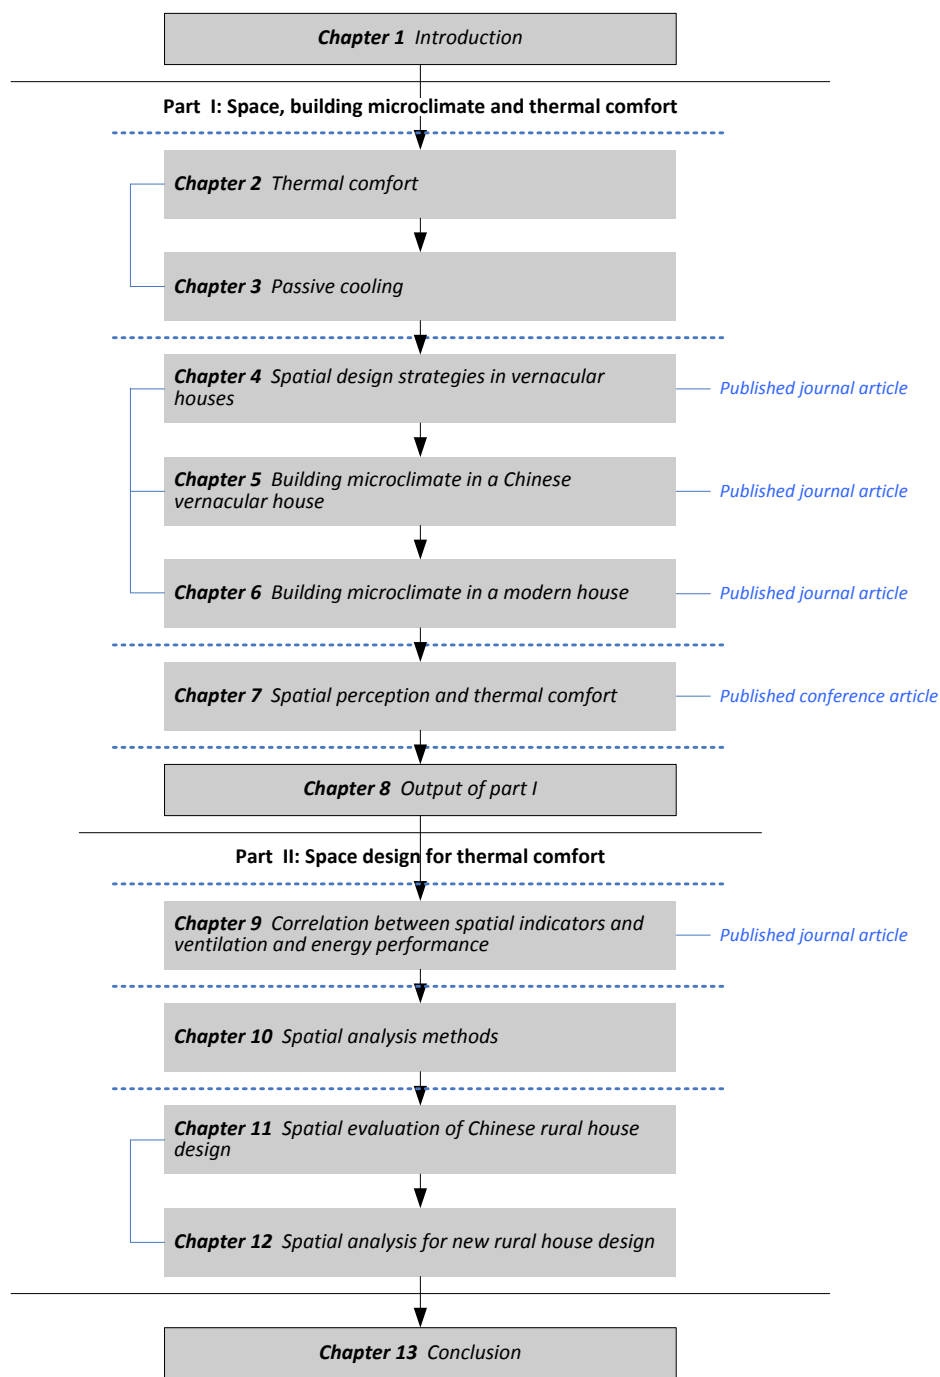 Chapter 1 Introduction
Part I: Space, building microclimate and thermal comfort
Chapter 2 Thermal comfort
Chapter 3 Passive cooling
Chapter 4 Spatial design strategies in vernacular
houses
Published journal article
Chapter 5 Building microclimate in a Chinese
vernacular house
Published journal article
Chapter 6 Building microclimate in a modern house
Published journal article
Chapter 7 Spatial perception and thermal comfort
Published conference article
Chapter 8 Output of part I
Part II: Space design for thermal comfort
Chapter 9 Correlation between spatial indicators and
ventilation and energy performance
Published journal article
Chapter 10 Spatial analysis methods
Chapter 11 Spatial evaluation of Chinese rural house
design
Chapter 12 Spatial analysis for new rural house design
Chapter 13 Conclusion